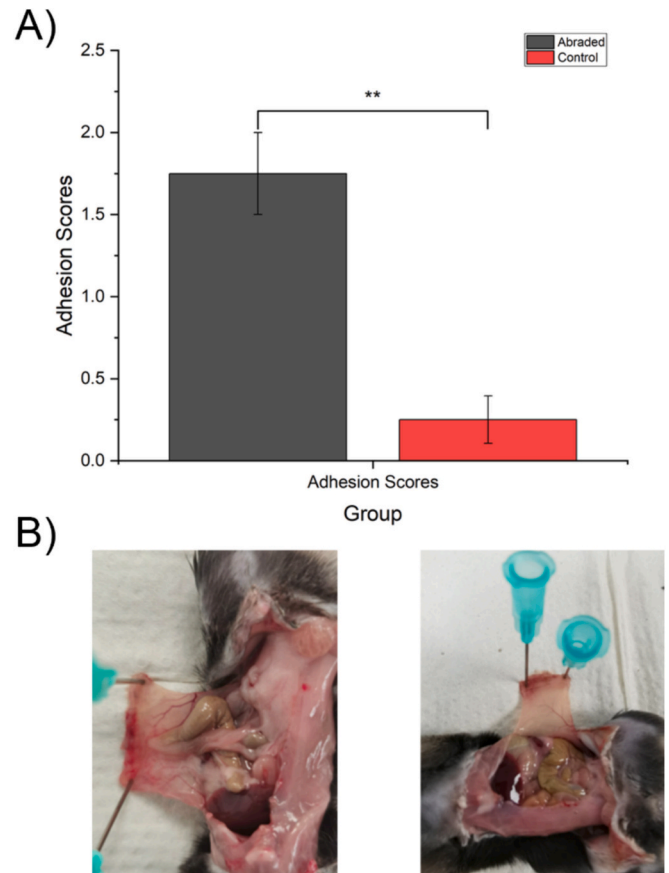 A)
2.5
2.0
1.5
1.0
0.5
0.0
Adhesion Scores
Abraded
Control
**
Adhesion Scores
Group
B)